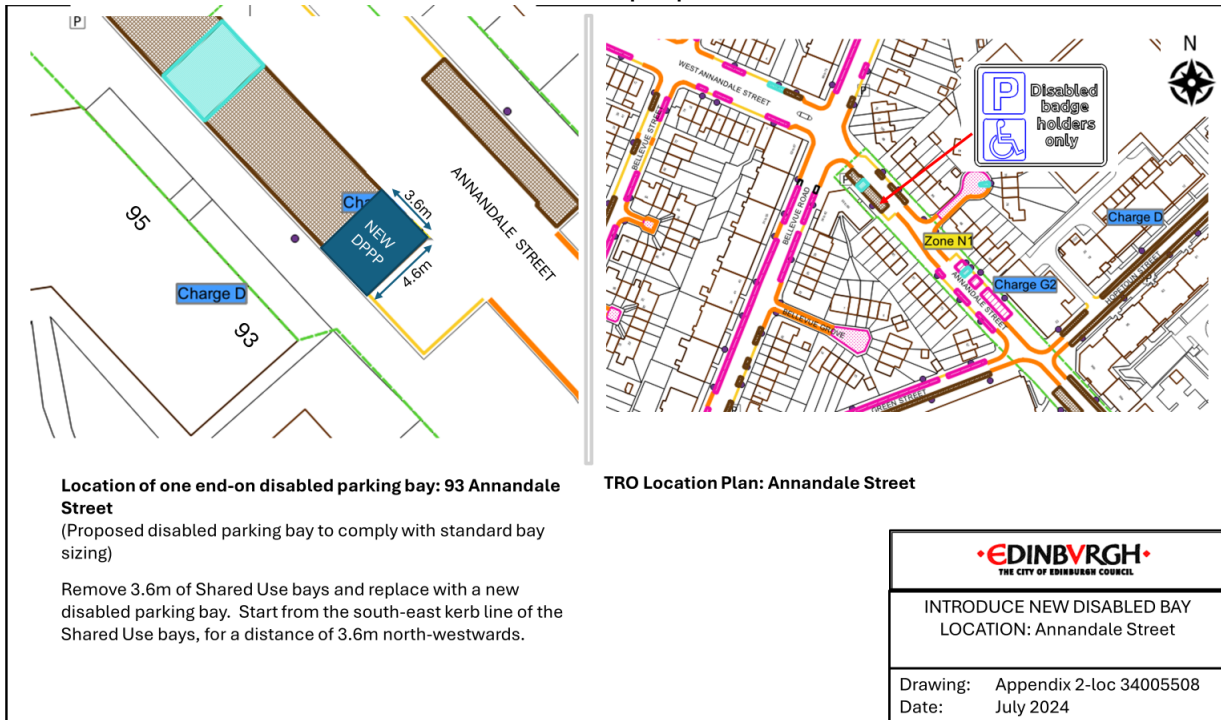 P
Cha
3.6m
NEW
DPPP
4.6m
ANNANDALE STREET
95
Charge D
93
N
WEST ANNANDALE STREET
P
Disabled
badge
holders
only
BELLEVUE STREET
P
BELLEVUE ROAD
Zone N1
Charge D
Charge G2
ANNANDALE STREET
HOPETOUN STREET
BELLEVUE GROVE
GREEN STREET
Location of one end-on disabled parking bay: 93 Annandale
Street
(Proposed disabled parking bay to comply with standard bay
sizing)
Remove 3.6m of Shared Use bays and replace with a new
disabled parking bay. Start from the south-east kerb line of the
Shared Use bays, for a distance of 3.6m north-westwards.
TRO Location Plan: Annandale Street
•EDINBVRGH•
THE CITY OF EDINBURGH COUNCIL
INTRODUCE NEW DISABLED BAY
LOCATION: Annandale Street
Drawing: Appendix 2-loc 34005508
Date: July 2024